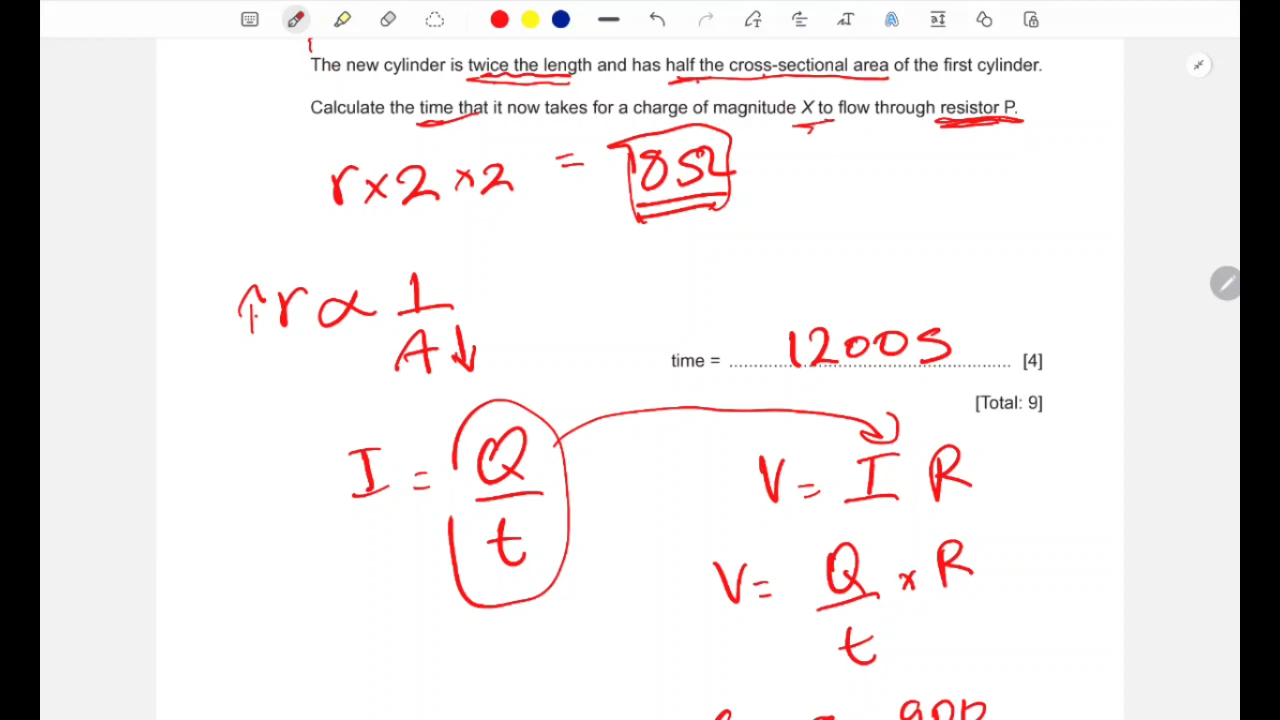 The new cylinder is twice the length and has half the cross-sectional area of the first cylinder.
Calculate the time that it now takes for a charge of magnitude X to flow through resistor P.
r × 2 × 2 = 18Ω
↑r ∝ 1/A↓
time = 1200s [4]
[Total: 9]
I = Q/t
V = I R
V = Q/t × R